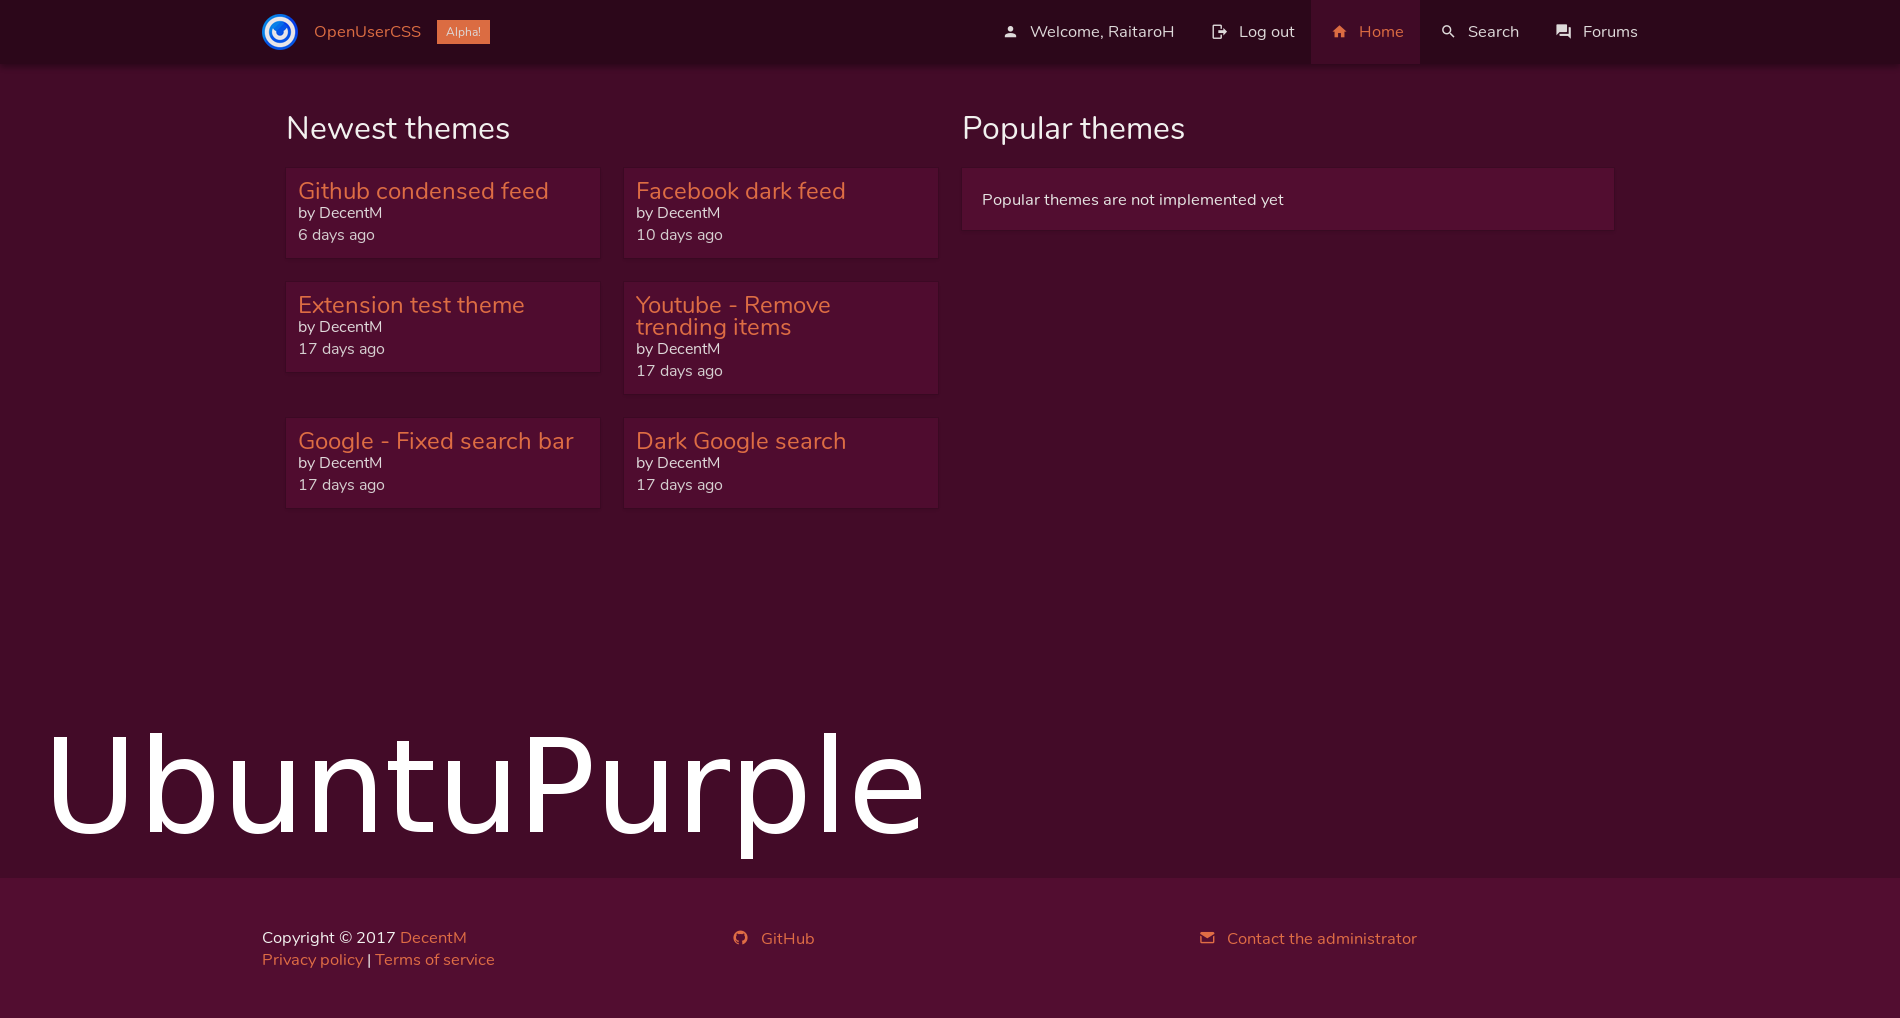 OpenUserCSS Alpha! Welcome, RaitaroH Log out Home Search Forums
Newest themes
Github condensed feed
by DecentM
6 days ago
Facebook dark feed
by DecentM
10 days ago
Extension test theme
by DecentM
17 days ago
Youtube - Remove
trending items
by DecentM
17 days ago
Google - Fixed search bar
by DecentM
17 days ago
Dark Google search
by DecentM
17 days ago
Popular themes
Popular themes are not implemented yet
UbuntuPurple
Copyright © 2017 DecentM
Privacy policy | Terms of service
GitHub
Contact the administrator